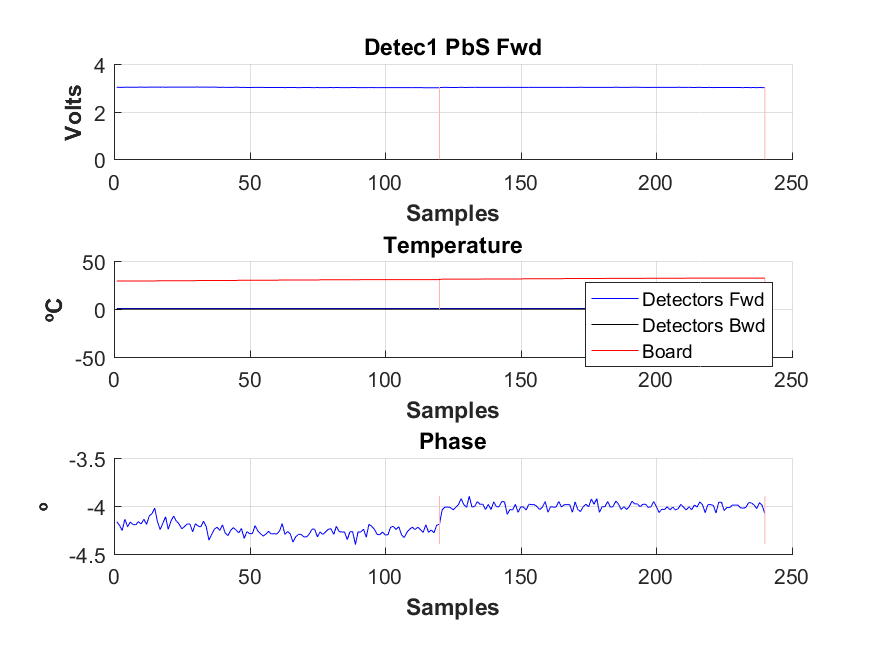 Detec1 PbS Fwd
4
2
0
Volts
0 50 100 150 200 250
Samples
Temperature
50
0
-50
ºC
Detectors Fwd
Detectors Bwd
Board
0 50 100 150 200 250
Samples
Phase
-3.5
-4
-4.5
º
0 50 100 150 200 250
Samples